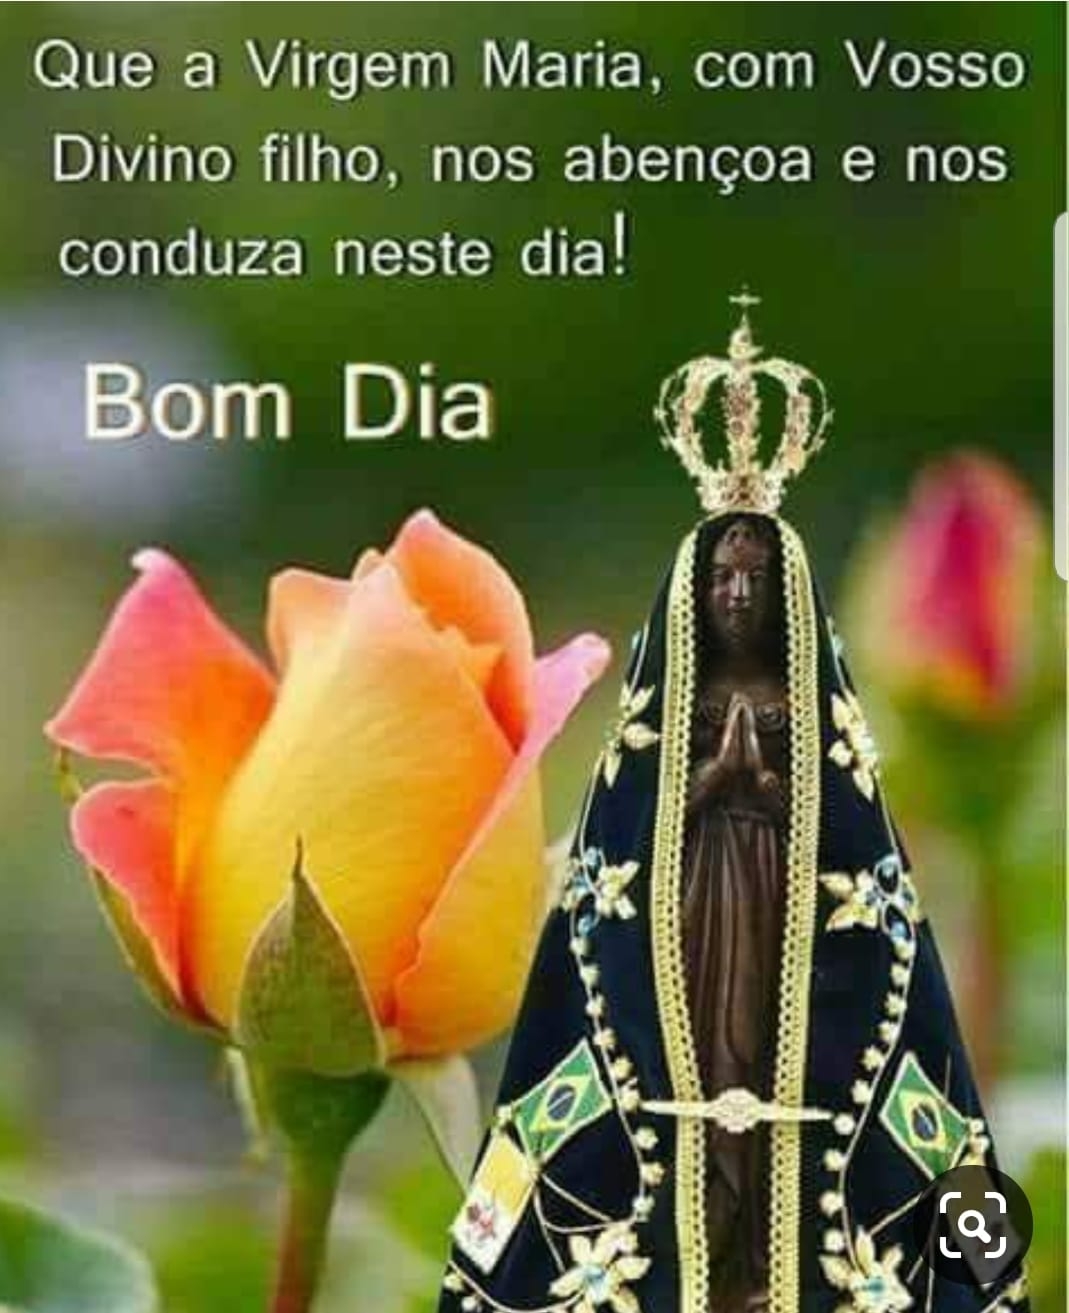 Que a Virgem Maria, com Vosso
Divino filho, nos abençoa e nos
conduza neste dia!
Bom Dia